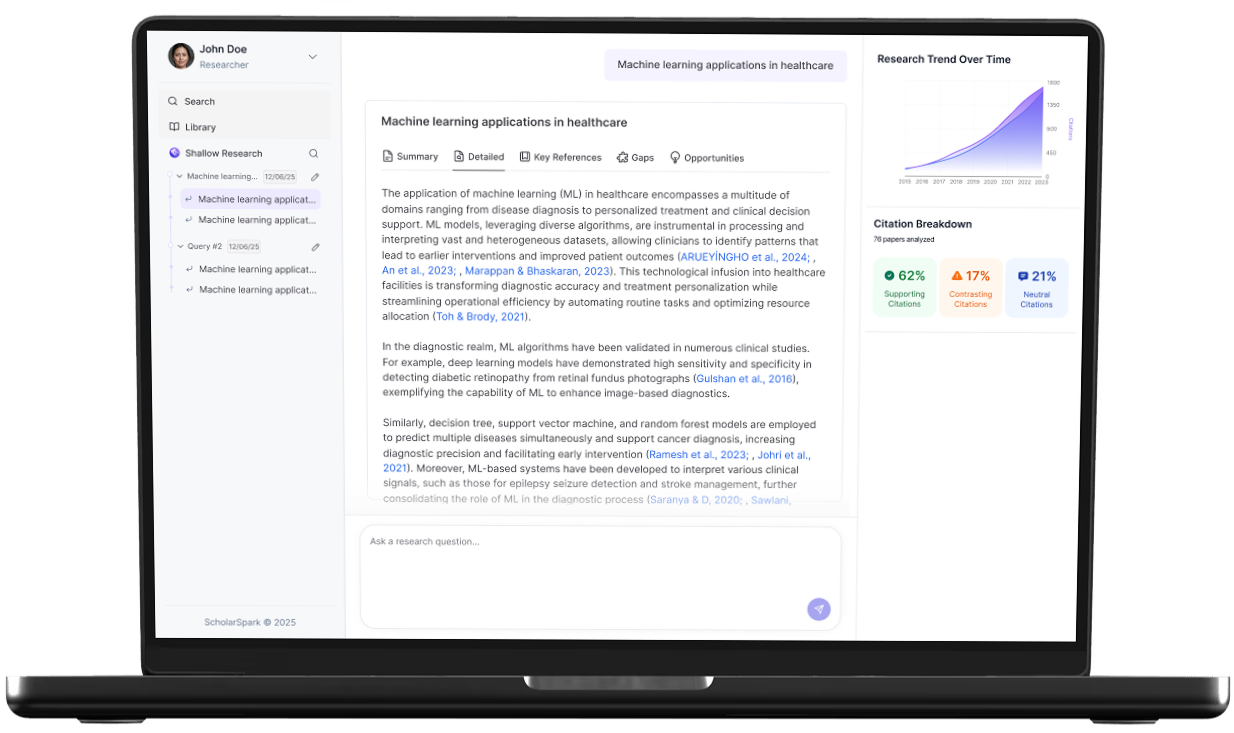 John Doe
Researcher
Search
Library
Shallow Research
Machine learning... 12/06/25
Machine learning applicat...
Machine learning applicat...
Query #2 12/06/25
Machine learning applicat...
Machine learning applicat...
ScholarSpark © 2025
Machine learning applications in healthcare
Machine learning applications in healthcare
Summary Detailed Key References Gaps Opportunities
The application of machine learning (ML) in healthcare encompasses a multitude of
domains ranging from disease diagnosis to personalized treatment and clinical decision
support. ML models, leveraging diverse algorithms, are instrumental in processing and
interpreting vast and heterogeneous datasets, allowing clinicians to identify patterns that
lead to earlier interventions and improved patient outcomes (ARUEYİNGHO et al., 2024; ,
An et al., 2023; , Marappan & Bhaskaran, 2023). This technological infusion into healthcare
facilities is transforming diagnostic accuracy and treatment personalization while
streamlining operational efficiency by automating routine tasks and optimizing resource
allocation (Toh & Brody, 2021).
In the diagnostic realm, ML algorithms have been validated in numerous clinical studies.
For example, deep learning models have demonstrated high sensitivity and specificity in
detecting diabetic retinopathy from retinal fundus photographs (Gulshan et al., 2016),
exemplifying the capability of ML to enhance image-based diagnostics.
Similarly, decision tree, support vector machine, and random forest models are employed
to predict multiple diseases simultaneously and support cancer diagnosis, increasing
diagnostic precision and facilitating early intervention (Ramesh et al., 2023; , Johri et al.,
2021). Moreover, ML-based systems have been developed to interpret various clinical
signals, such as those for epilepsy seizure detection and stroke management, further
consolidating the role of ML in the diagnostic process (Saranya & D, 2020; , Sawlani,
Ask a research question...
Research Trend Over Time
1800
1350
900
450
0
Citations
2015 2016 2017 2018 2019 2020 2021 2022 2023
Citation Breakdown
76 papers analyzed
62%
Supporting
Citations
17%
Contrasting
Citations
21%
Neutral
Citations